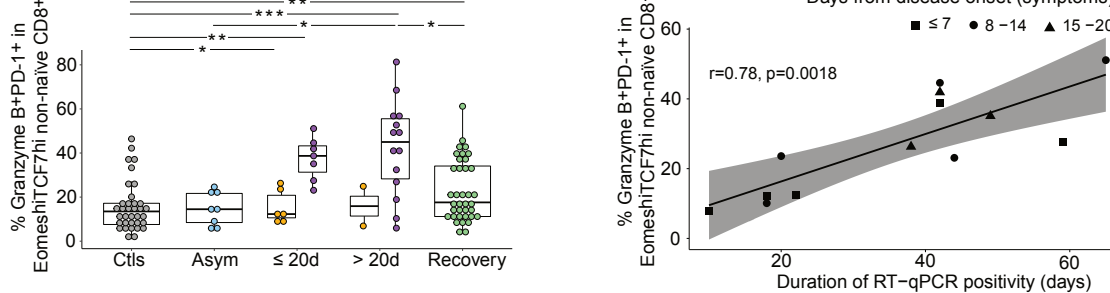 **
***
*
*
**
*
% Granzyme B+PD-1+ in
EomeshiTCF7hi non-naïve CD8+
80
60
40
20
0
Ctls
Asym
≤ 20d
> 20d
Recovery
Days from disease onset (symptoms)
■ ≤ 7 ● 8 −14 ▲ 15 −20
% Granzyme B+PD-1+ in
EomeshiTCF7hi non-naïve CD8+
60
40
20
0
r=0.78, p=0.0018
20
40
60
Duration of RT−qPCR positivity (days)